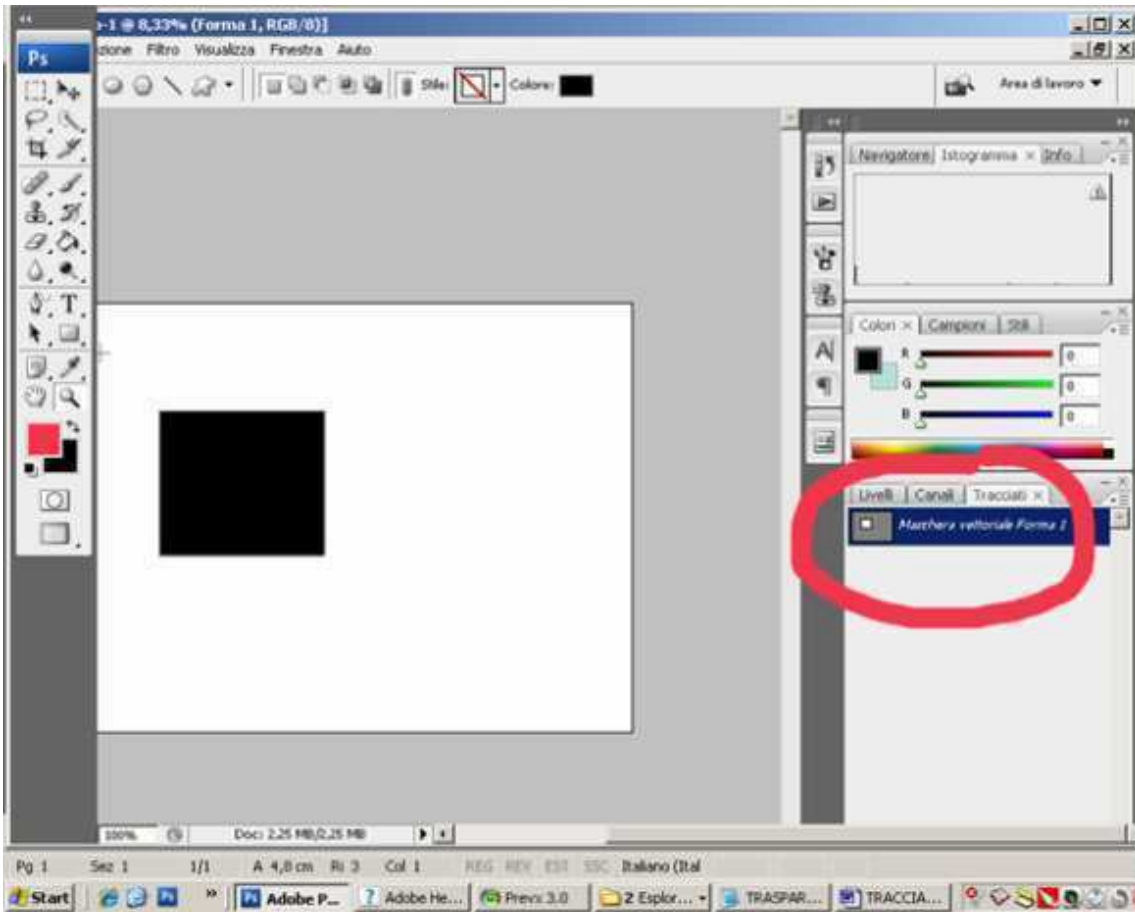 -1 @ 8,33% (Forma 1, RGB/8)]
zione Filtro Visualizza Finestra Aiuto
Ps
Stile: Colore:
Area di lavoro
Navigatore Istogramma × Info
Colori × Campioni Stili
R 0
G 0
B 0
Livelli Canali Tracciati ×
Maschera vettoriale Forma 1
T
A
100% Doc: 2,25 MB/2,25 MB
Pg 1 Sez 1 1/1 A 4,8 cm Ri 3 Col 1 REG REV EST SSC Italiano (Ital
Start » Adobe P... Adobe He... Prevx 3.0 2 Esplor... TRASPAR... TRACCIA...